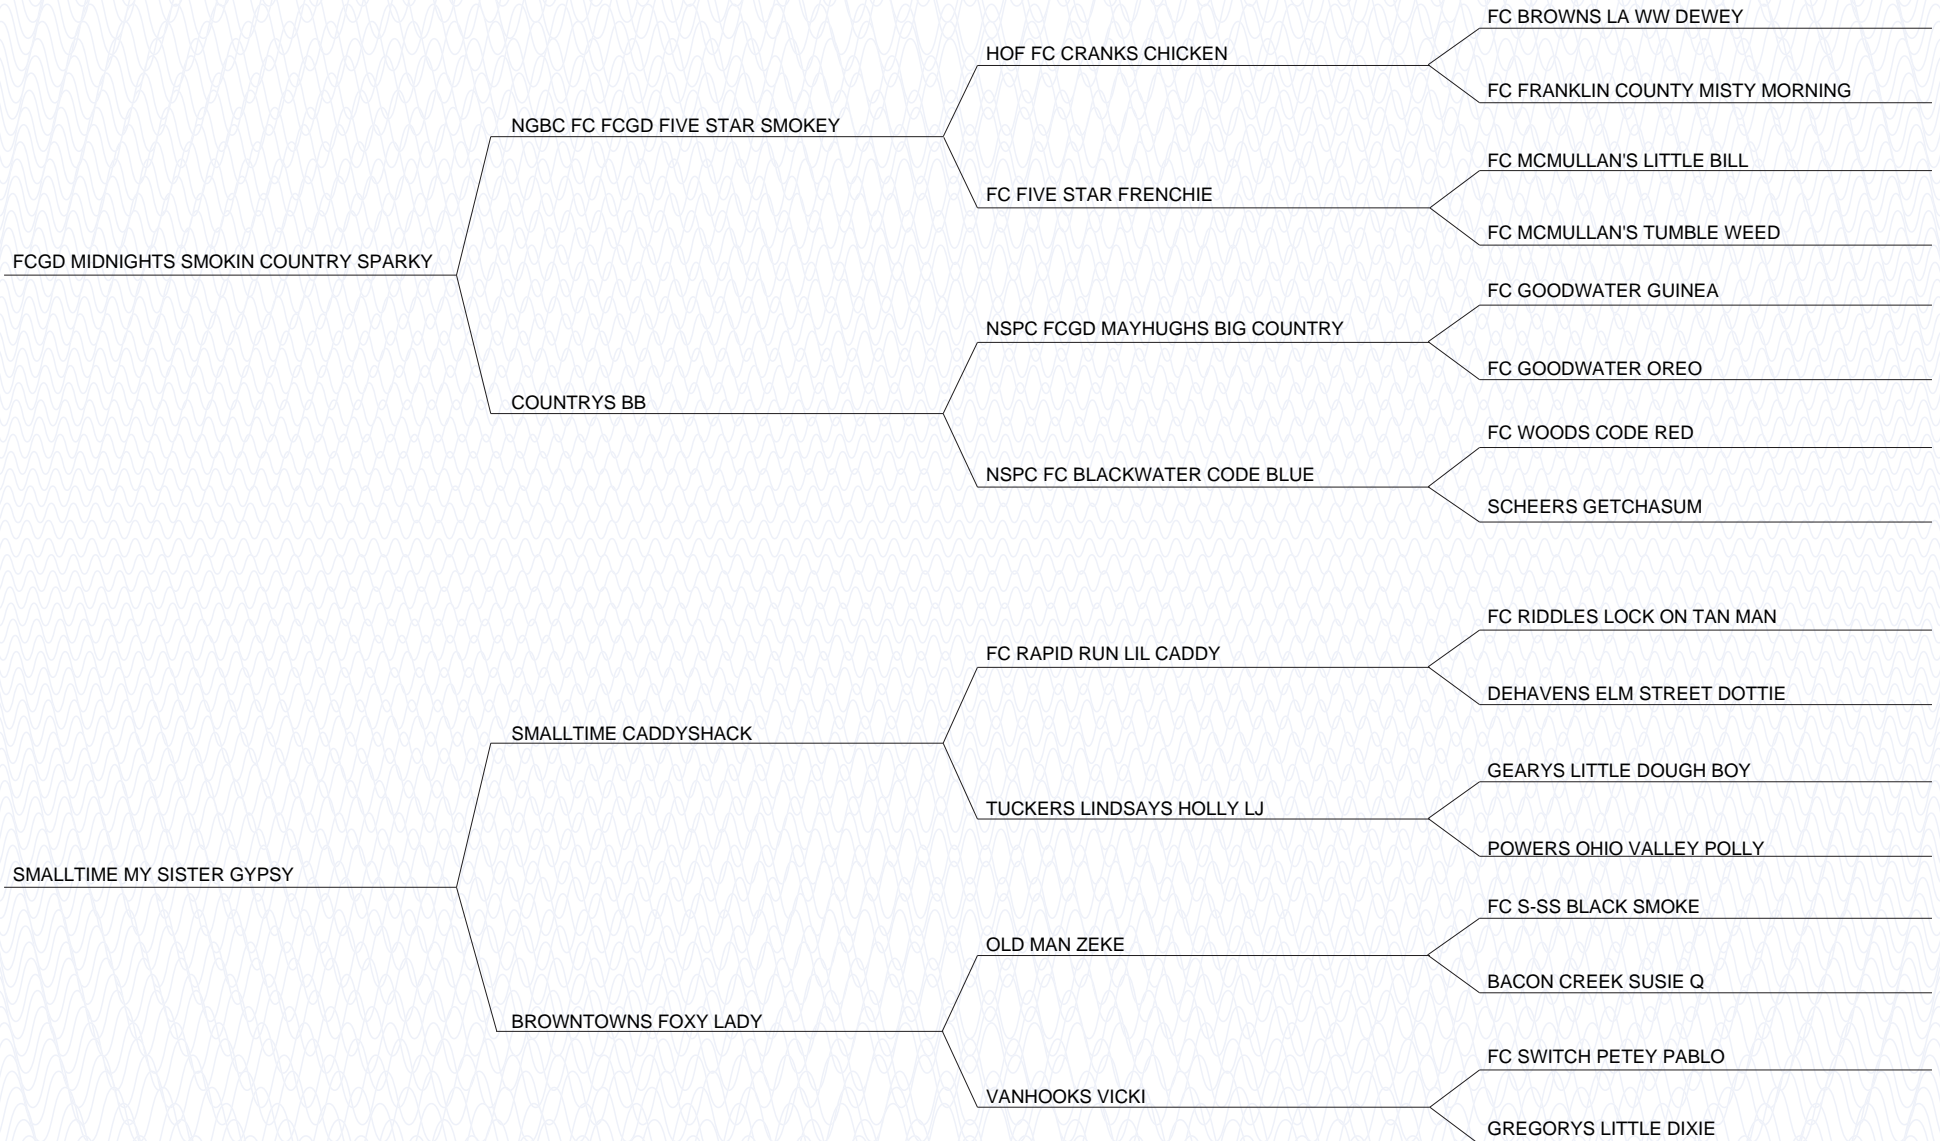 FC BROWNS LA WW DEWEY
HOF FC CRANKS CHICKEN
FC FRANKLIN COUNTY MISTY MORNING
NGBC FC FCGD FIVE STAR SMOKEY
FC MCMULLAN'S LITTLE BILL
FC FIVE STAR FRENCHIE
FC MCMULLAN'S TUMBLE WEED
FCGD MIDNIGHTS SMOKIN COUNTRY SPARKY
FC GOODWATER GUINEA
NSPC FCGD MAYHUGHS BIG COUNTRY
FC GOODWATER OREO
COUNTRYS BB
FC WOODS CODE RED
NSPC FC BLACKWATER CODE BLUE
SCHEERS GETCHASUM
FC RIDDLES LOCK ON TAN MAN
FC RAPID RUN LIL CADDY
DEHAVENS ELM STREET DOTTIE
SMALLTIME CADDYSHACK
GEARYS LITTLE DOUGH BOY
TUCKERS LINDSAYS HOLLY LJ
POWERS OHIO VALLEY POLLY
SMALLTIME MY SISTER GYPSY
FC S-SS BLACK SMOKE
OLD MAN ZEKE
BACON CREEK SUSIE Q
BROWNTOWNS FOXY LADY
FC SWITCH PETEY PABLO
VANHOOKS VICKI
GREGORYS LITTLE DIXIE